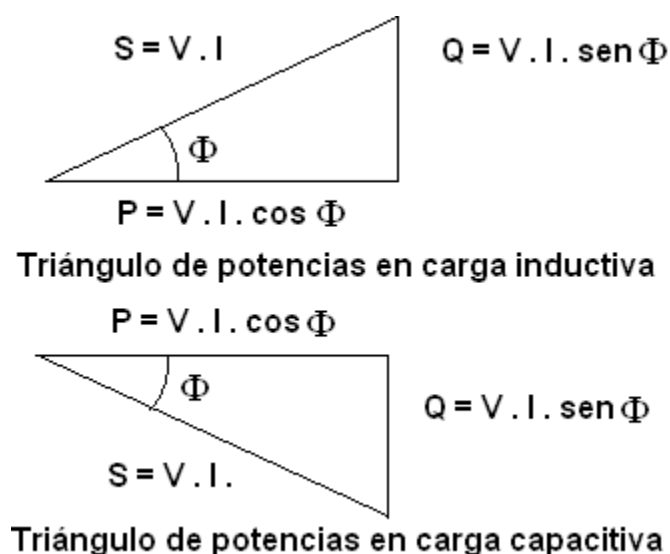 S = V . I
Q = V . I . sen Φ
Φ
P = V . I . cos Φ
Triángulo de potencias en carga inductiva
P = V . I . cos Φ
Φ
Q = V . I . sen Φ
S = V . I .
Triángulo de potencias en carga capacitiva